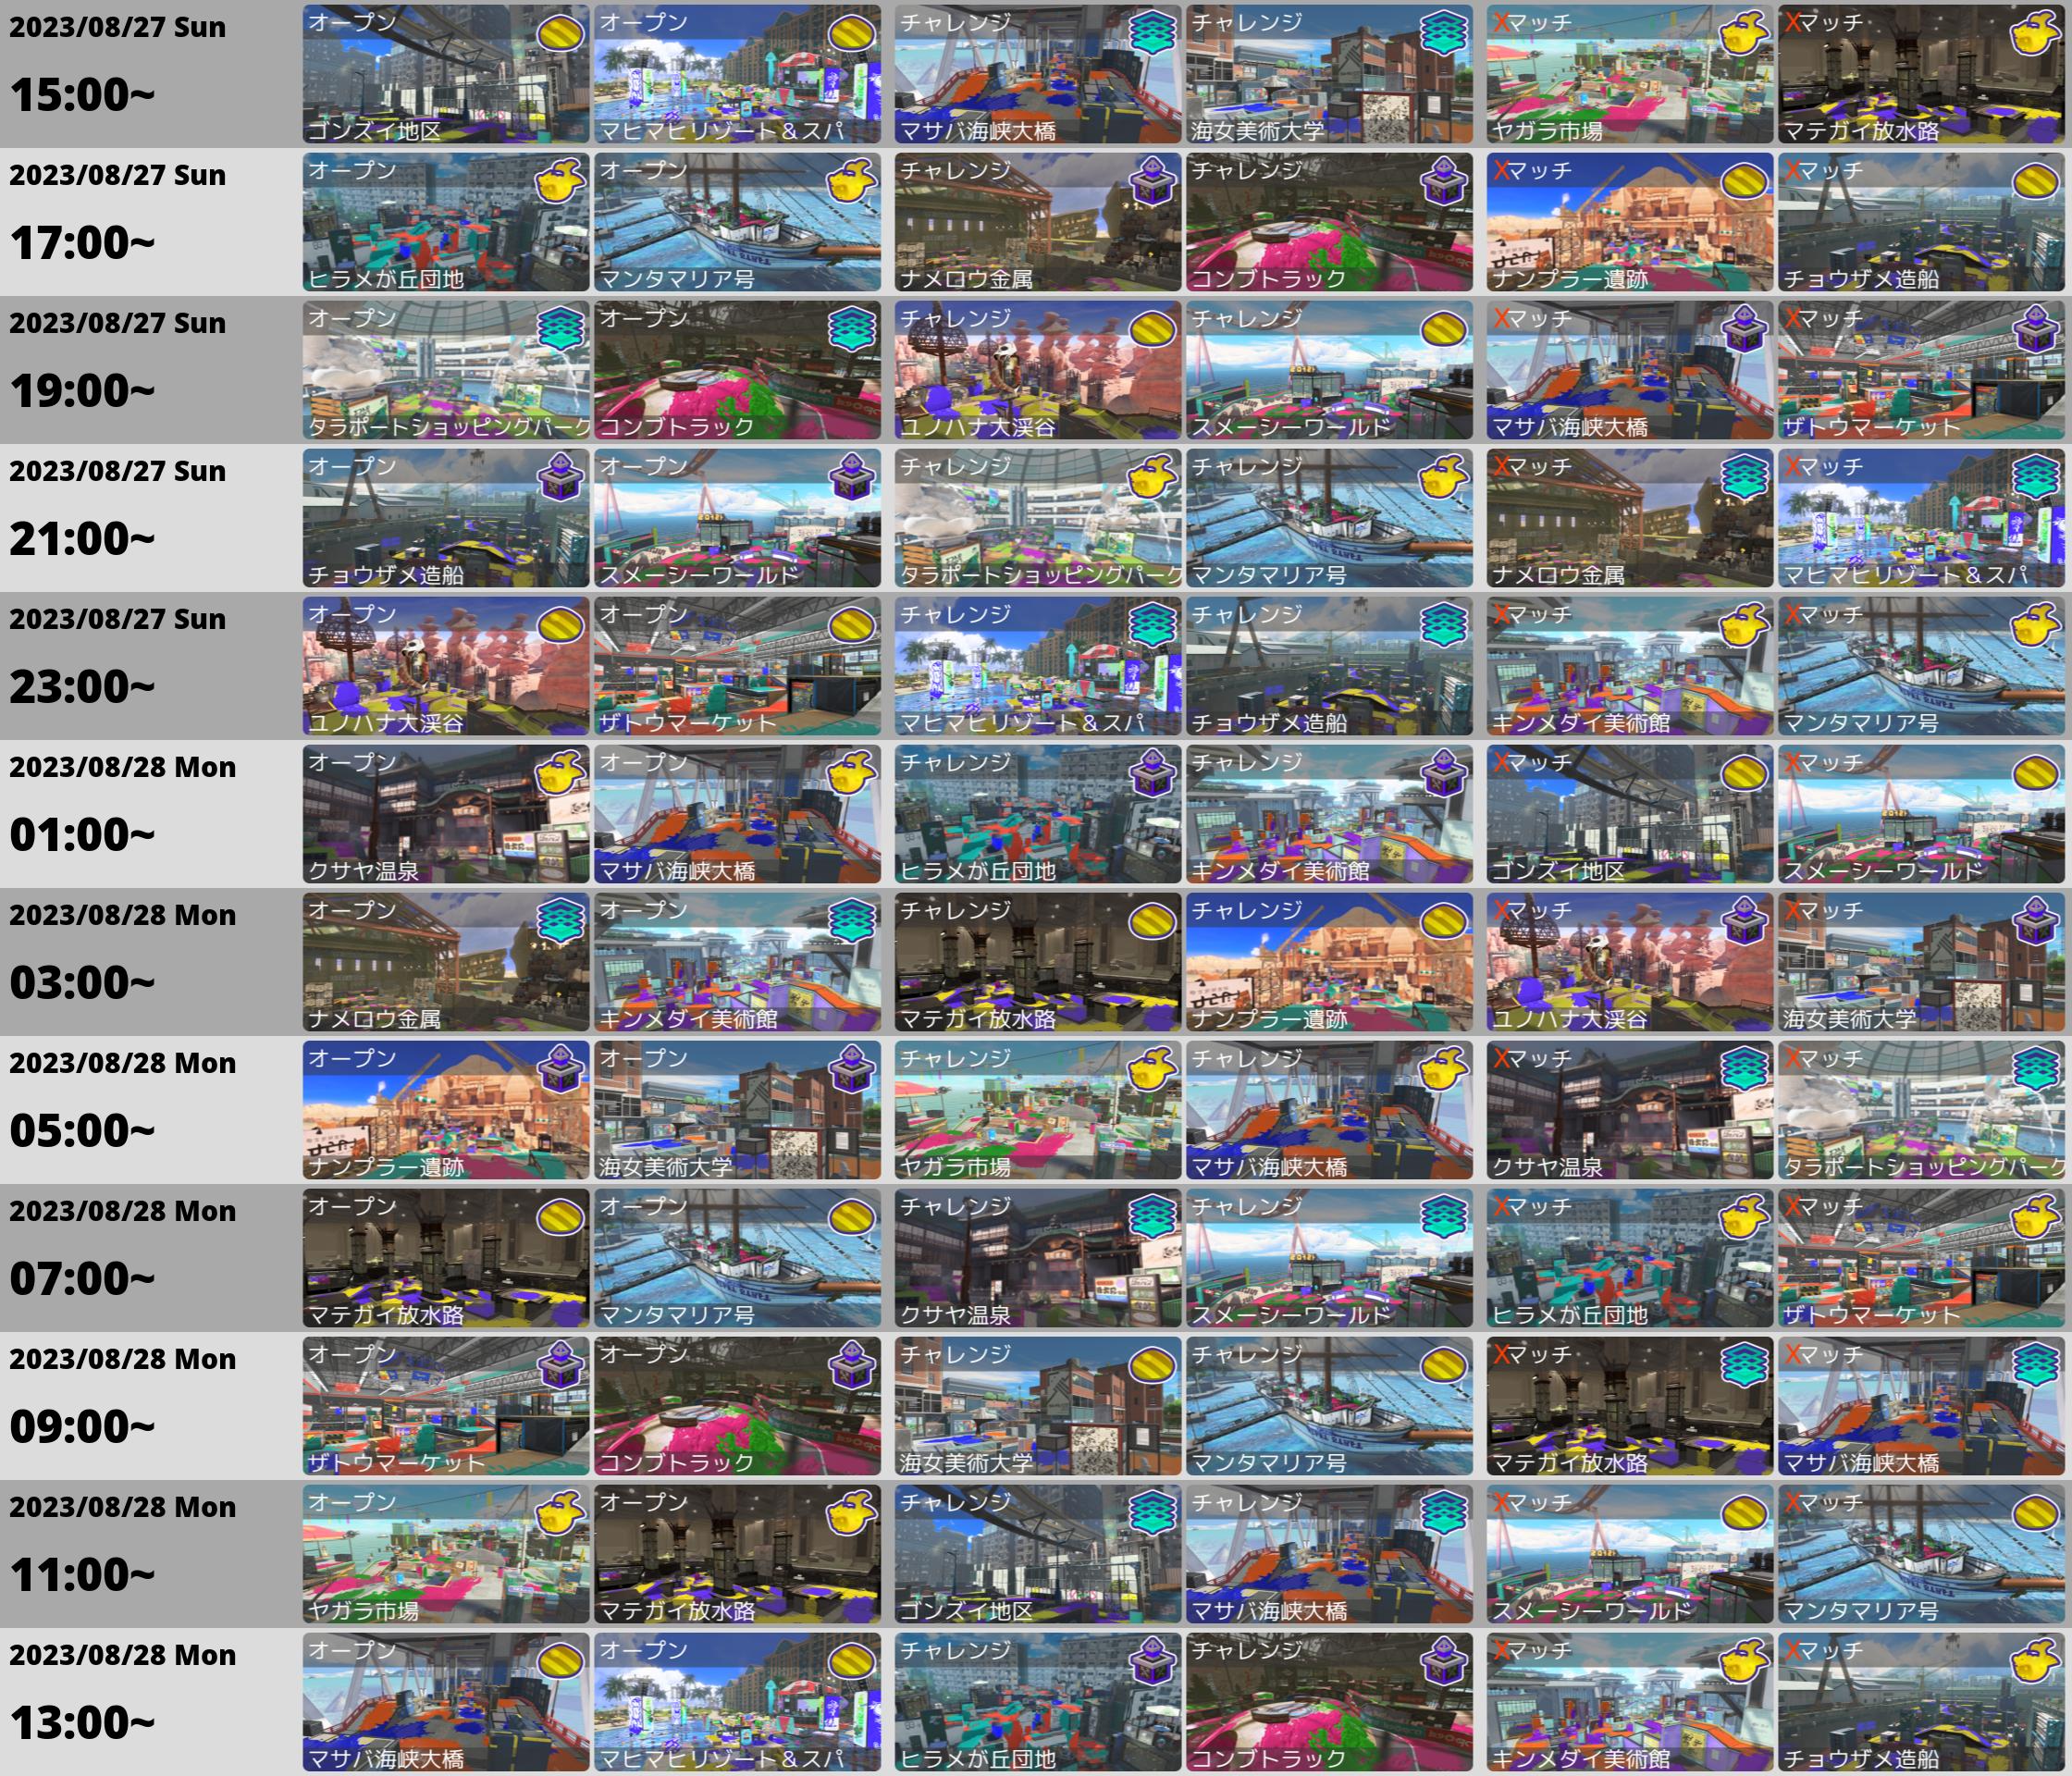 2023/08/27 Sun
15:00~
オープン オープン チャレンジ チャレンジ Xマッチ Xマッチ
ゴンズイ地区 マヒマヒリゾート＆スパ マサバ海峡大橋 海女美術大学 ヤガラ市場 マテガイ放水路
2023/08/27 Sun
17:00~
オープン オープン チャレンジ チャレンジ Xマッチ Xマッチ
ヒラメが丘団地 マンタマリア号 ナメロウ金属 コンブトラック ナンプラー遺跡 チョウザメ造船
2023/08/27 Sun
19:00~
オープン オープン チャレンジ チャレンジ Xマッチ Xマッチ
タラポートショッピングパーク コンブトラック ユノハナ大渓谷 スメーシーワールド マサバ海峡大橋 ザトウマーケット
2023/08/27 Sun
21:00~
オープン オープン チャレンジ チャレンジ Xマッチ Xマッチ
チョウザメ造船 スメーシーワールド タラポートショッピングパーク マンタマリア号 ナメロウ金属 マヒマヒリゾート＆スパ
2023/08/27 Sun
23:00~
オープン オープン チャレンジ チャレンジ Xマッチ Xマッチ
ユノハナ大渓谷 ザトウマーケット マヒマヒリゾート＆スパ チョウザメ造船 キンメダイ美術館 マンタマリア号
2023/08/28 Mon
01:00~
オープン オープン チャレンジ チャレンジ Xマッチ Xマッチ
クサヤ温泉 マサバ海峡大橋 ヒラメが丘団地 キンメダイ美術館 ゴンズイ地区 スメーシーワールド
2023/08/28 Mon
03:00~
オープン オープン チャレンジ チャレンジ Xマッチ Xマッチ
ナメロウ金属 キンメダイ美術館 マテガイ放水路 ナンプラー遺跡 ユノハナ大渓谷 海女美術大学
2023/08/28 Mon
05:00~
オープン オープン チャレンジ チャレンジ Xマッチ Xマッチ
ナンプラー遺跡 海女美術大学 ヤガラ市場 マサバ海峡大橋 クサヤ温泉 タラポートショッピングパーク
2023/08/28 Mon
07:00~
オープン オープン チャレンジ チャレンジ Xマッチ Xマッチ
マテガイ放水路 マンタマリア号 クサヤ温泉 スメーシーワールド ヒラメが丘団地 ザトウマーケット
2023/08/28 Mon
09:00~
オープン オープン チャレンジ チャレンジ Xマッチ Xマッチ
ザトウマーケット コンブトラック 海女美術大学 マンタマリア号 マテガイ放水路 マサバ海峡大橋
2023/08/28 Mon
11:00~
オープン オープン チャレンジ チャレンジ Xマッチ Xマッチ
ヤガラ市場 マテガイ放水路 ゴンズイ地区 マサバ海峡大橋 スメーシーワールド マンタマリア号
2023/08/28 Mon
13:00~
オープン オープン チャレンジ チャレンジ Xマッチ Xマッチ
マサバ海峡大橋 マヒマヒリゾート＆スパ ヒラメが丘団地 コンブトラック キンメダイ美術館 チョウザメ造船